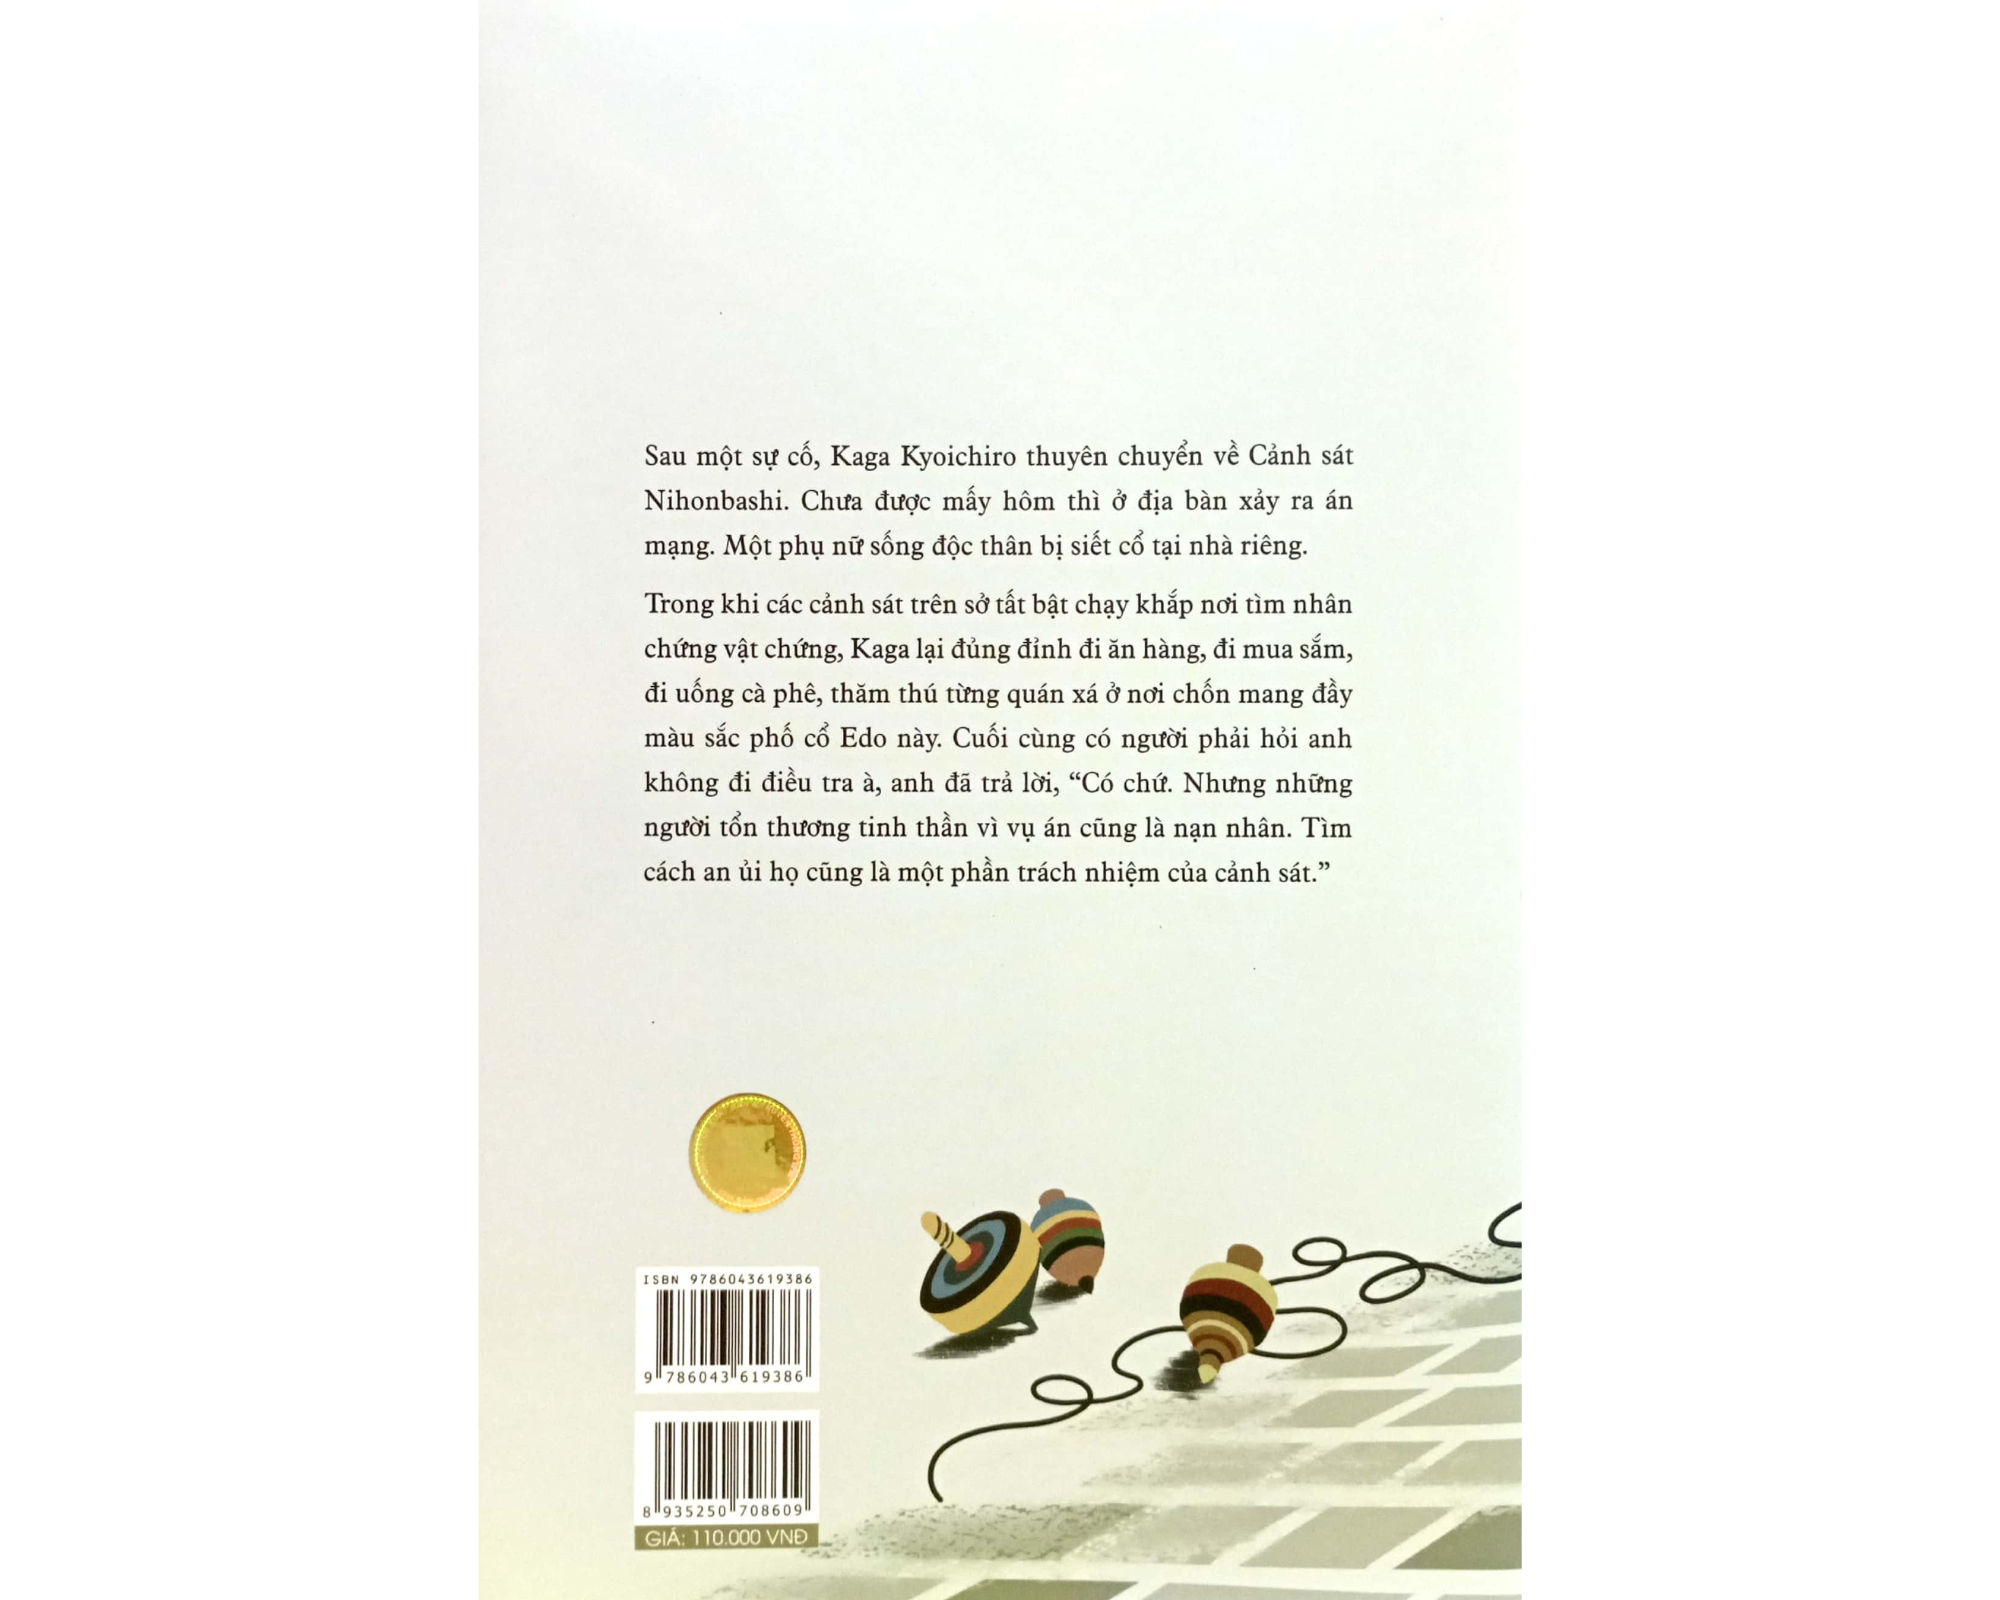 Sau một sự cố, Kaga Kyoichiro thuyên chuyển về Cảnh sát
Nihonbashi. Chưa được mấy hôm thì ở địa bàn xảy ra án
mạng. Một phụ nữ sống độc thân bị siết cổ tại nhà riêng.
Trong khi các cảnh sát trên sở tất bật chạy khắp nơi tìm nhân
chứng vật chứng, Kaga lại đủng đỉnh đi ăn hàng, đi mua sắm,
đi uống cà phê, thăm thú từng quán xá ở nơi chốn mang đầy
màu sắc phố cổ Edo này. Cuối cùng có người phải hỏi anh
không đi điều tra à, anh đã trả lời, “Có chứ. Nhưng những
người tổn thương tinh thần vì vụ án cũng là nạn nhân. Tìm
cách an ủi họ cũng là một phần trách nhiệm của cảnh sát.”
ISBN 9786043619386
9 786043 619386
8 935250 708609
GIÁ: 110.000 VNĐ